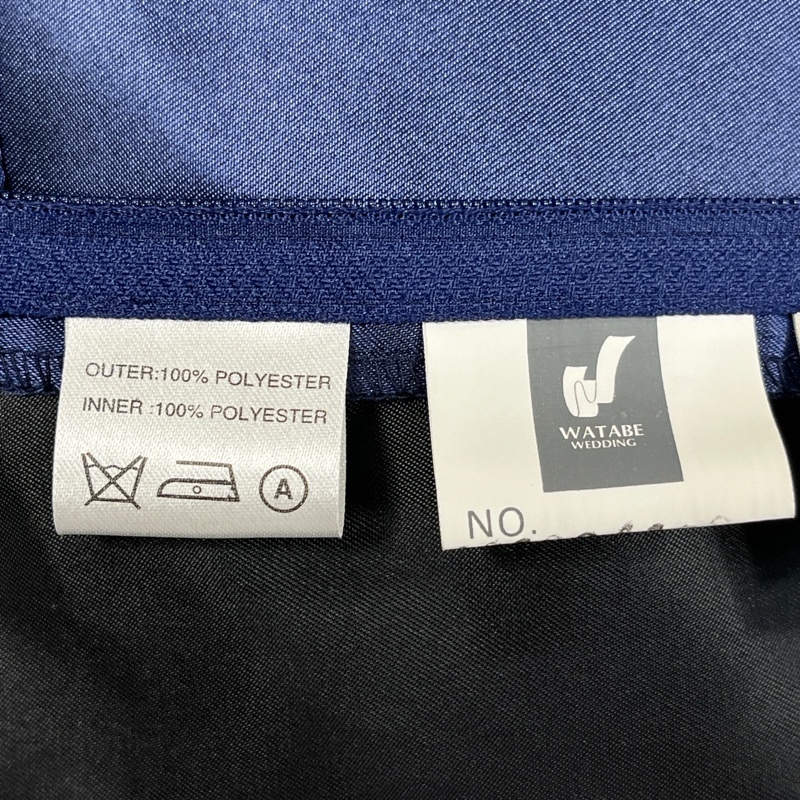 OUTER:100% POLYESTER
INNER :100% POLYESTER
A
WATABE
WEDDING
NO.